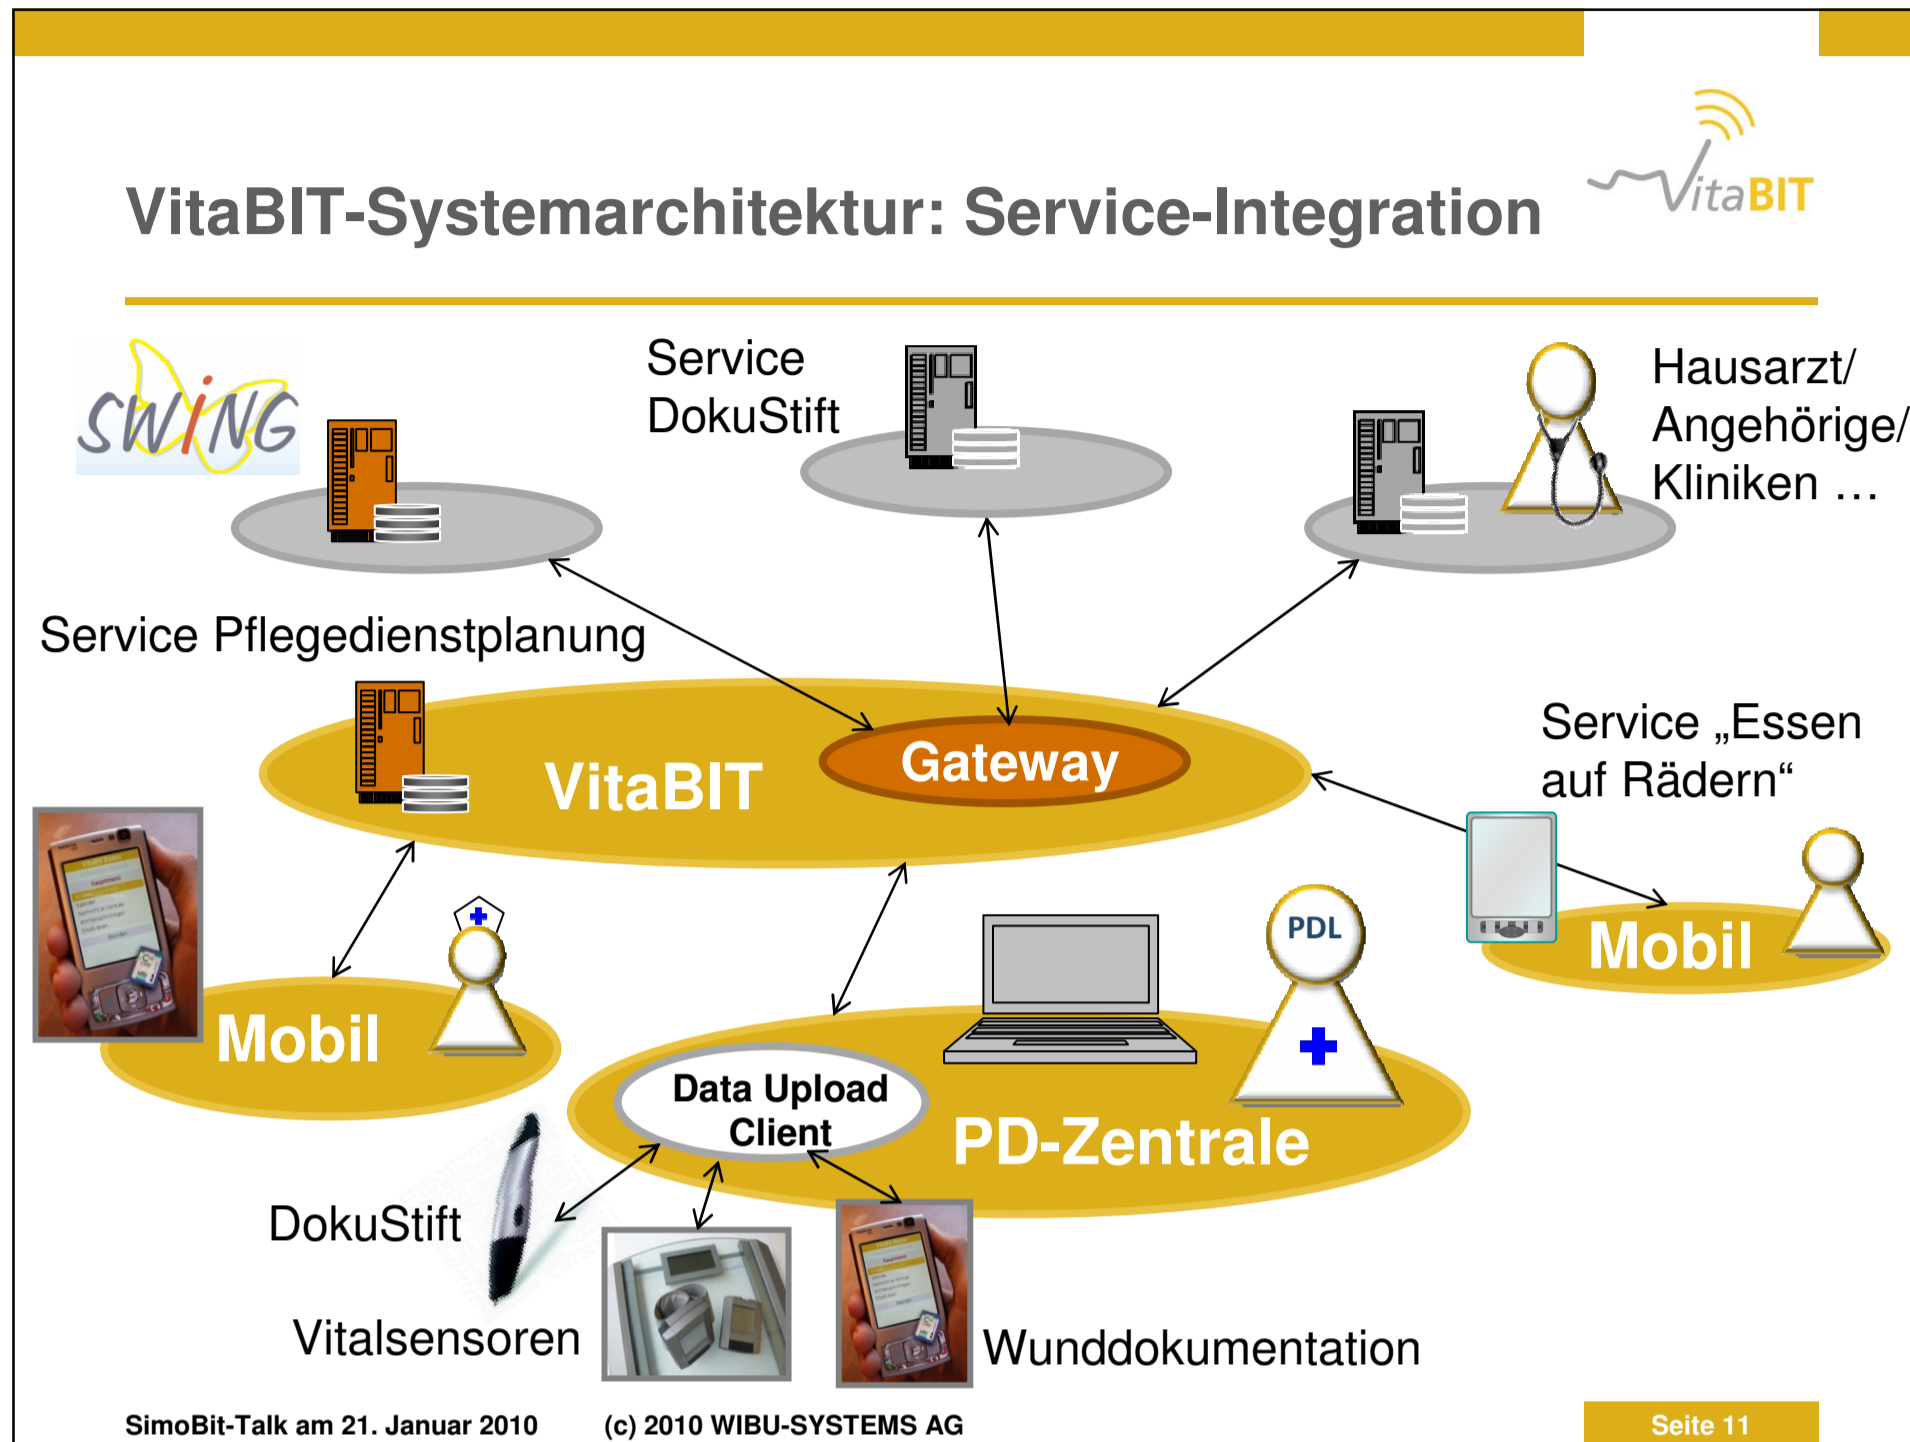 VitaBIT
VitaBIT-Systemarchitektur: Service-Integration
SWiNG
Service
DokuStift
Hausarzt/
Angehörige/
Kliniken …
Service Pflegedienstplanung
Gateway
VitaBIT
Service „Essen
auf Rädern“
PDL
Mobil
Mobil
Data Upload
Client
PD-Zentrale
DokuStift
Vitalsensoren
Wunddokumentation
SimoBit-Talk am 21. Januar 2010
(c) 2010 WIBU-SYSTEMS AG
Seite 11